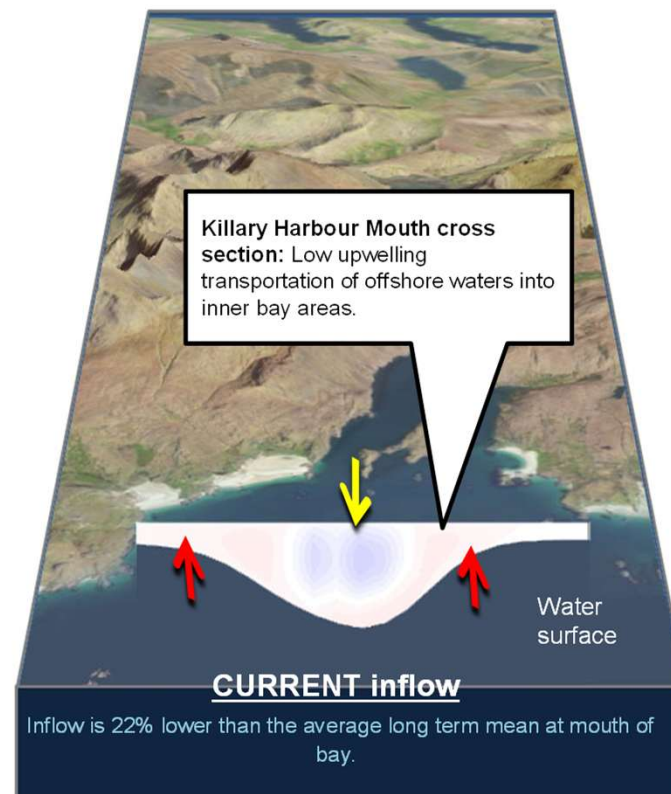 Killary Harbour Mouth cross
section: Low upwelling
transportation of offshore waters into
inner bay areas.
Water
surface
CURRENT inflow
Inflow is 22% lower than the average long term mean at mouth of
bay.